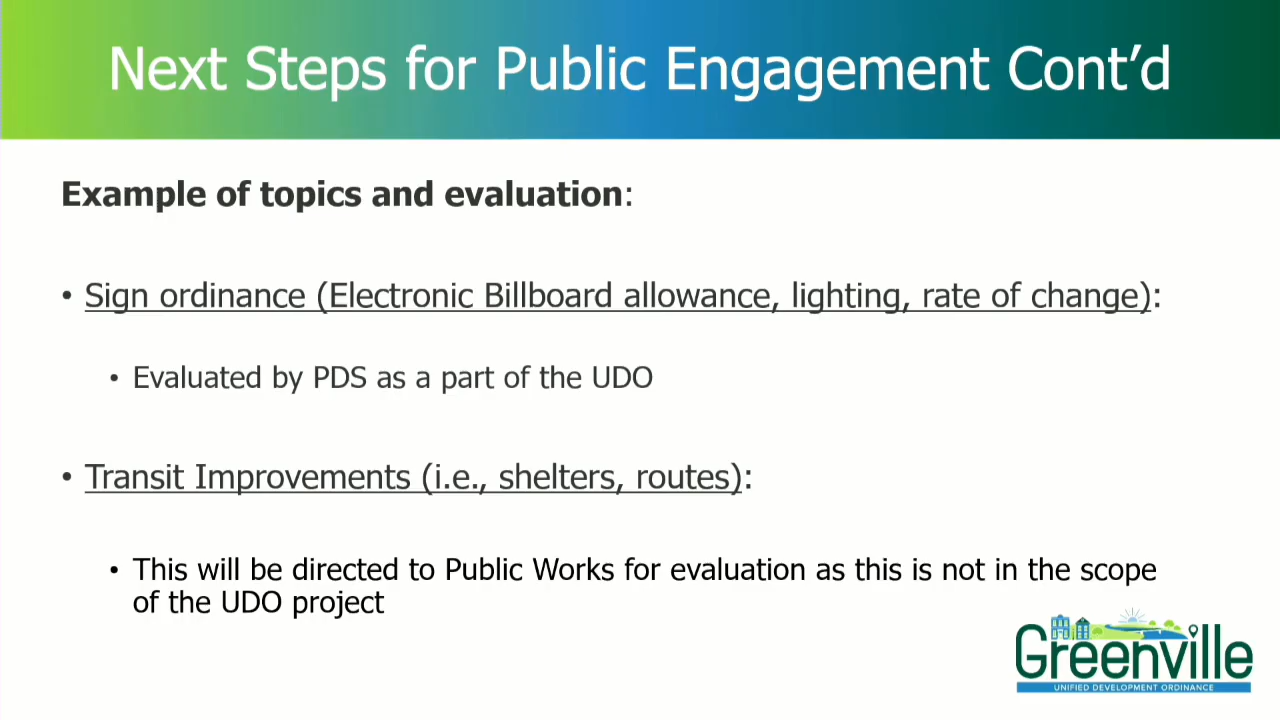 Next Steps for Public Engagement Cont’d
Example of topics and evaluation:
• Sign ordinance (Electronic Billboard allowance, lighting, rate of change):
• Evaluated by PDS as a part of the UDO
• Transit Improvements (i.e., shelters, routes):
• This will be directed to Public Works for evaluation as this is not in the scope
of the UDO project
Greenville
UNIFIED DEVELOPMENT ORDINANCE